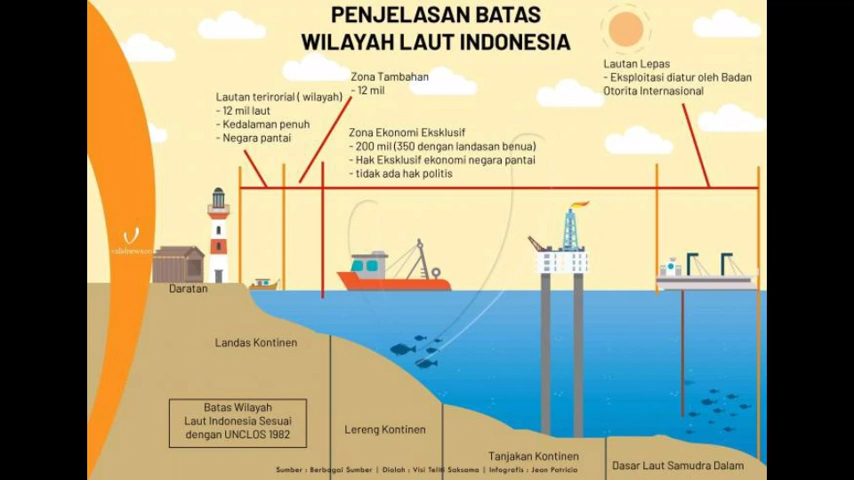 PENJELASAN BATAS
WILAYAH LAUT INDONESIA
Lautan Lepas
- Eksploitasi diatur oleh Badan
Otorita Internasional
Zona Tambahan
- 12 mil
Lautan terirorial ( wilayah)
- 12 mil laut
- Kedalaman penuh
- Negara pantai
Zona Ekonomi Eksklusif
- 200 mil (350 dengan landasan benua)
- Hak Eksklusif ekonomi negara pantai
- tidak ada hak politis
Daratan
Landas Kontinen
Batas Wilayah
Laut Indonesia Sesuai
dengan UNCLOS 1982
Lereng Kontinen
Tanjakan Kontinen
Dasar Laut Samudra Dalam
Sumber : Berbagai Sumber | Diolah : Visi Teliti Saksama | Infografis : Jean Patricia